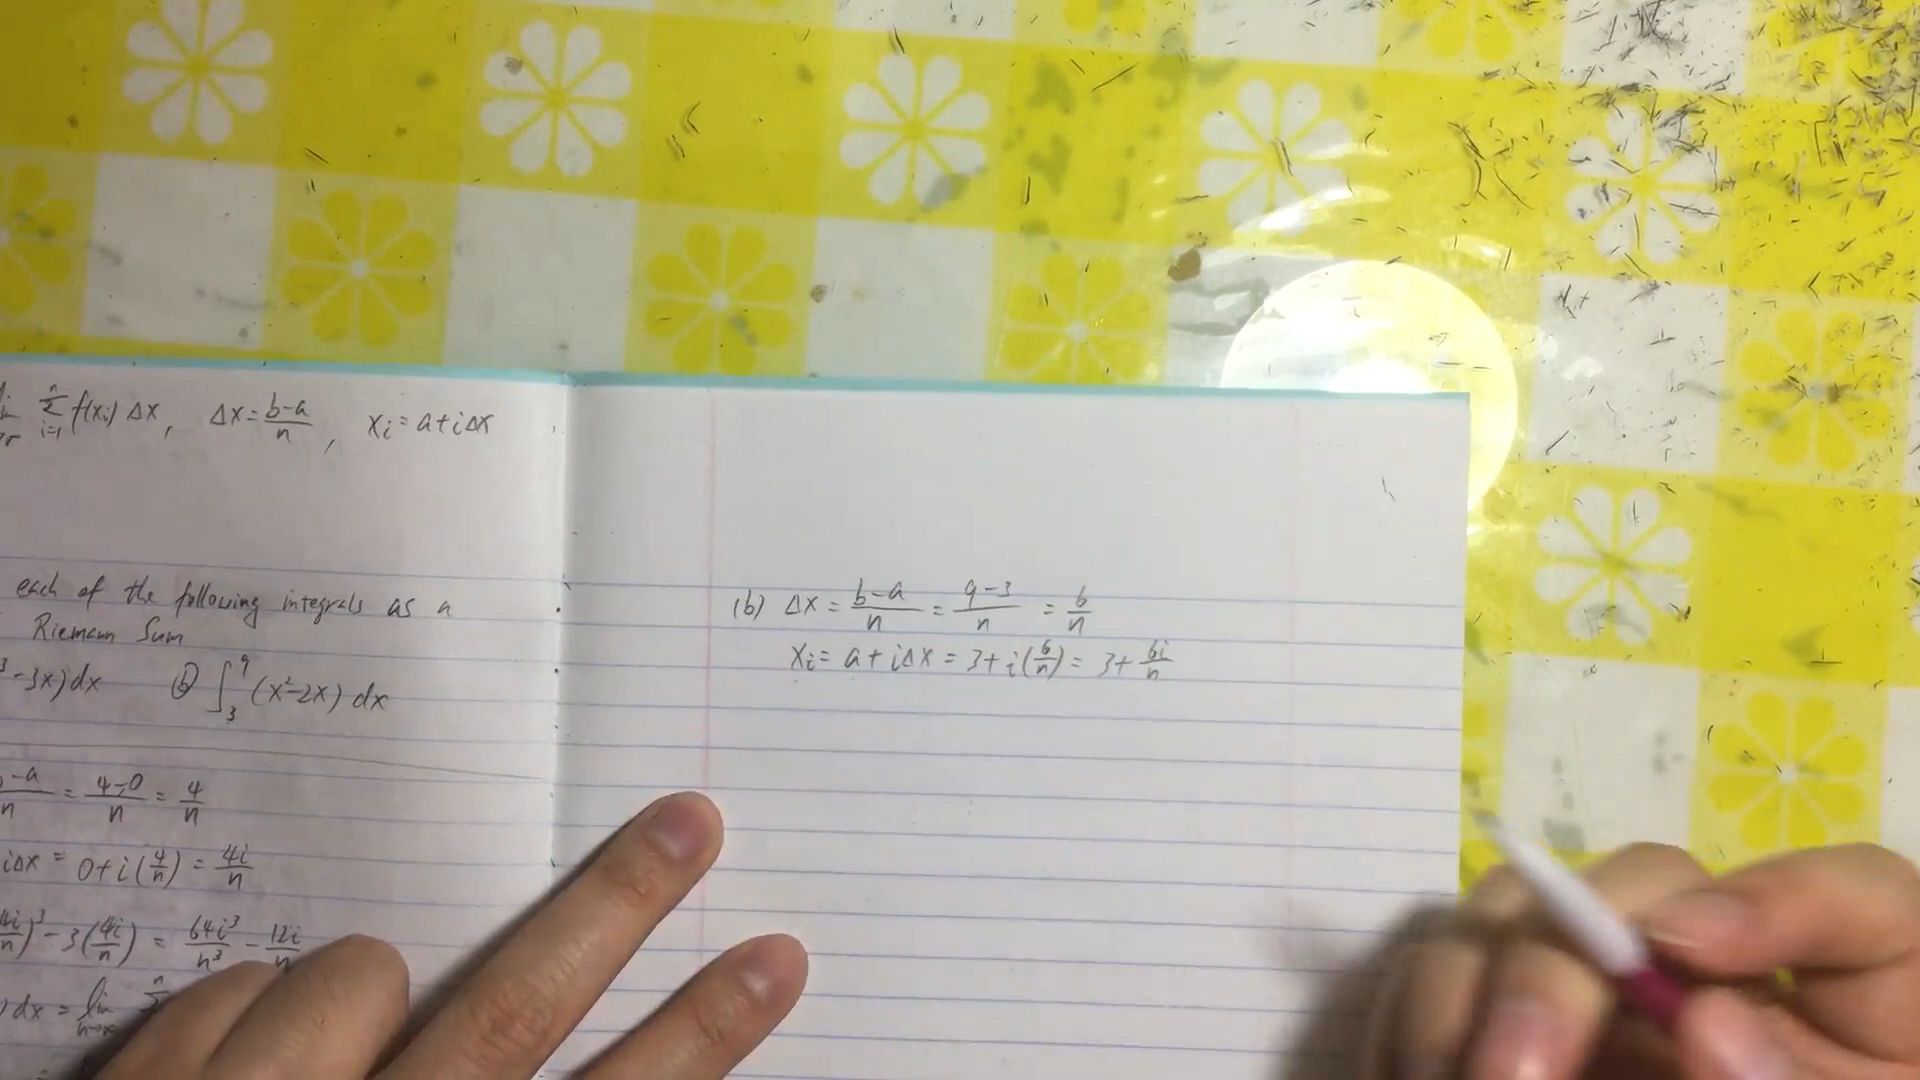 n
Σ f(xi) Δx, Δx = b-a/n, xi = a+iΔx
i=1
each of the following integrals as a
Riemann Sum
³-3x)dx (b) ∫₃⁹ (x²-2x) dx
-a/n = 4-0/n = 4/n
iΔx = 0+i(4/n) = 4i/n
4i/n)³-3(4i/n) = 64i³/n³ - 12i/n
)dx = lim
(b) Δx = b-a/n = 9-3/n = 6/n
xi = a+iΔx = 3+i(6/n) = 3+ 6i/n